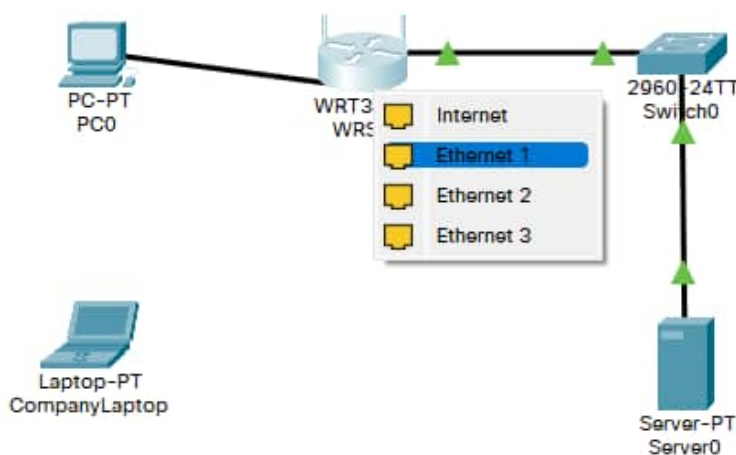 PC-PT
PC0
WRT3
WRS
2960-24TT
Switch0
Internet
Ethernet 1
Ethernet 2
Ethernet 3
Laptop-PT
CompanyLaptop
Server-PT
Server0